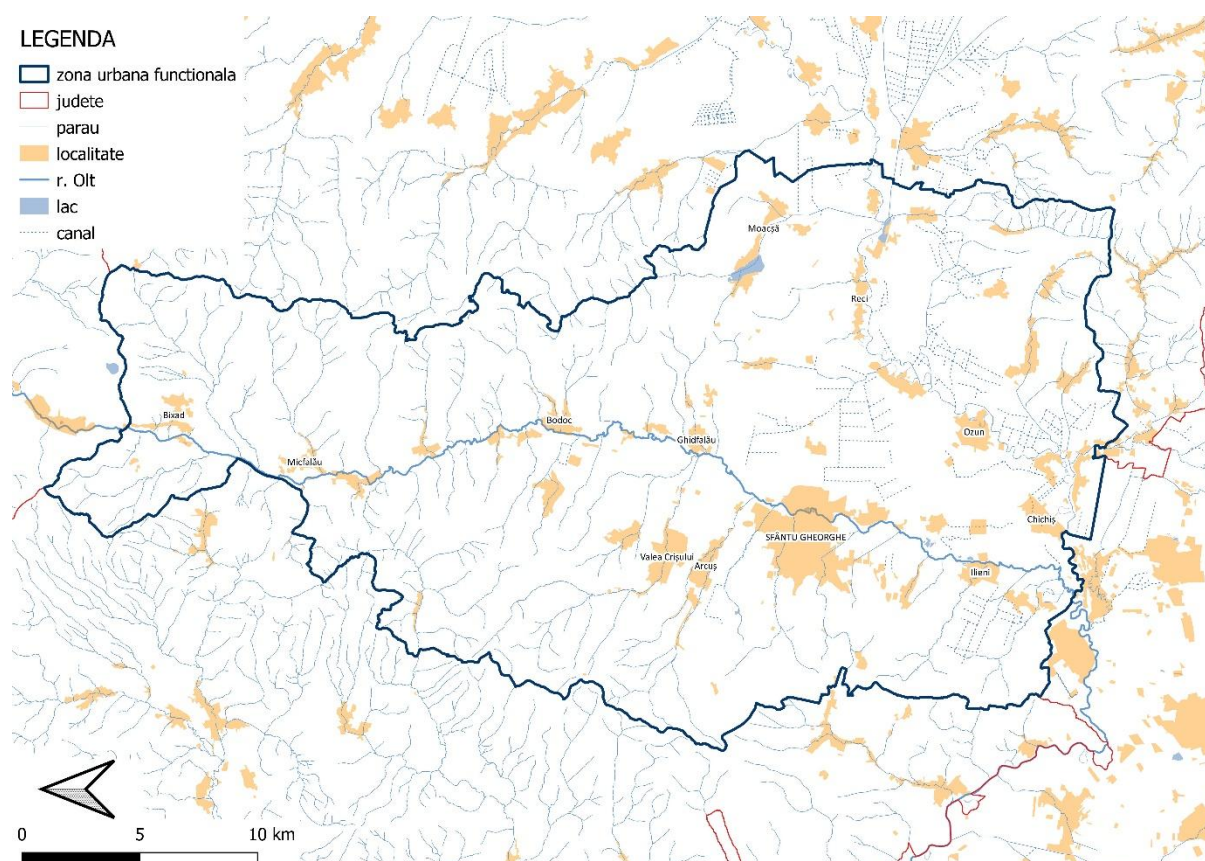 LEGENDA
zona urbana functionala
judete
parau
localitate
r. Olt
lac
canal
Moacșă
Reci
Bixad
Bodoc
Ghidfalău
Ozun
Micfalău
Chichiș
SFÂNTU GHEORGHE
Valea Crișului
Arcuș
Ilieni
0 5 10 km